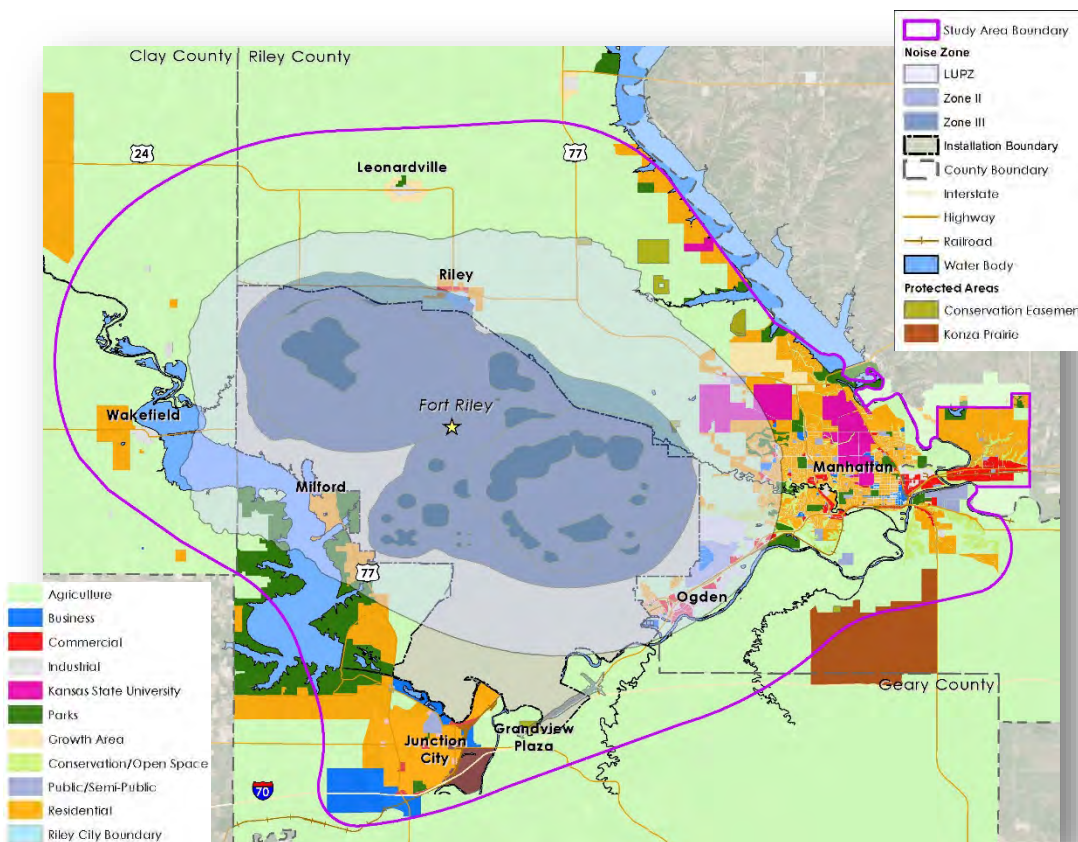 Clay County
Riley County
24
77
Leonardville
Riley
Fort Riley
Wakefield
Milford
Manhattan
77
Ogden
Geary County
Grandview
Plaza
Junction
City
70
Study Area Boundary
Noise Zone
LUPZ
Zone II
Zone III
Installation Boundary
County Boundary
Interstate
Highway
Railroad
Water Body
Protected Areas
Conservation Easement
Konza Prairie
Agriculture
Business
Commercial
Industrial
Kansas State University
Parks
Growth Area
Conservation/Open Space
Public/Semi-Public
Residential
Riley City Boundary